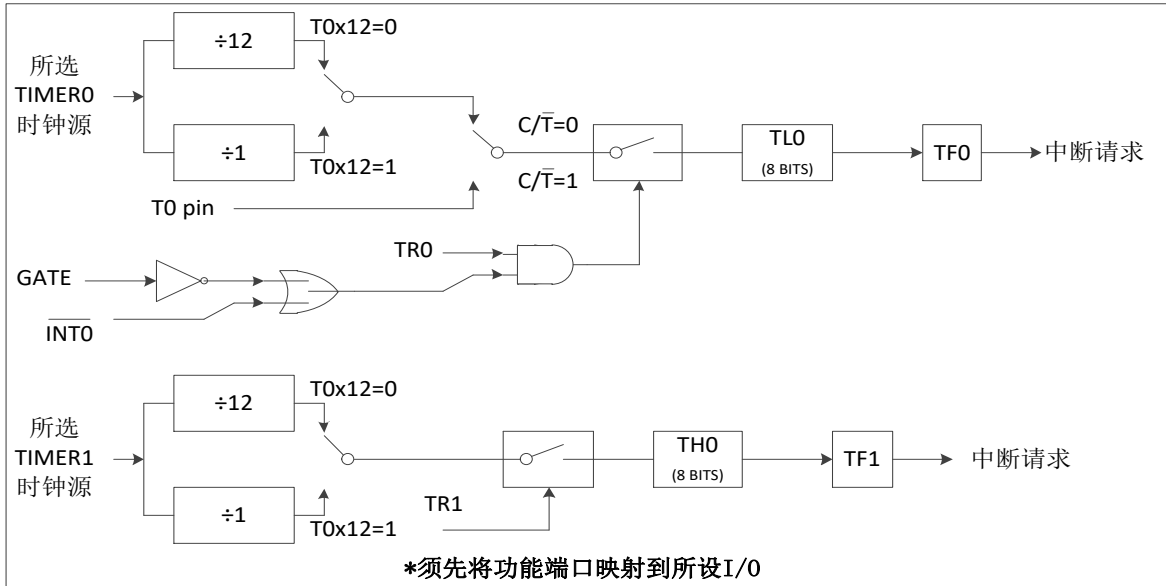 ÷12
T0x12=0
所选
TIMER0
时钟源
÷1
T0x12=1
C/T̅=0
C/T̅=1
TL0
(8 BITS)
TF0
中断请求
T0 pin
TR0
GATE
I̅N̅T̅0̅
÷12
T0x12=0
所选
TIMER1
时钟源
÷1
T0x12=1
TR1
TH0
(8 BITS)
TF1
中断请求
*须先将功能端口映射到所设I/O